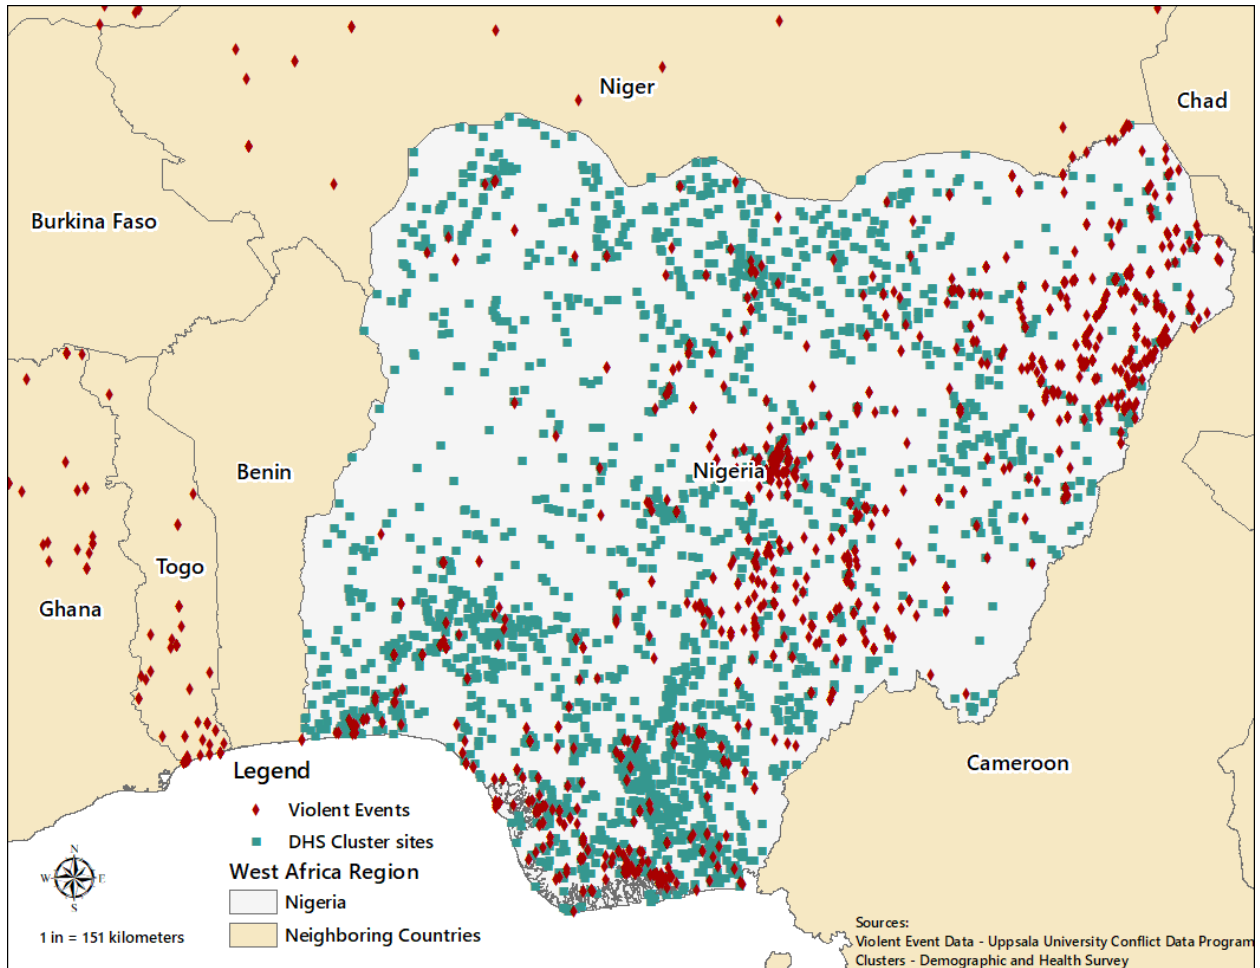 Niger
Chad
Burkina Faso
Benin
Nigeria
Togo
Ghana
Cameroon
Legend
Violent Events
DHS Cluster sites
West Africa Region
Nigeria
Neighboring Countries
N
W
E
S
1 in = 151 kilometers
Sources:
Violent Event Data - Uppsala University Conflict Data Program
Clusters - Demographic and Health Survey